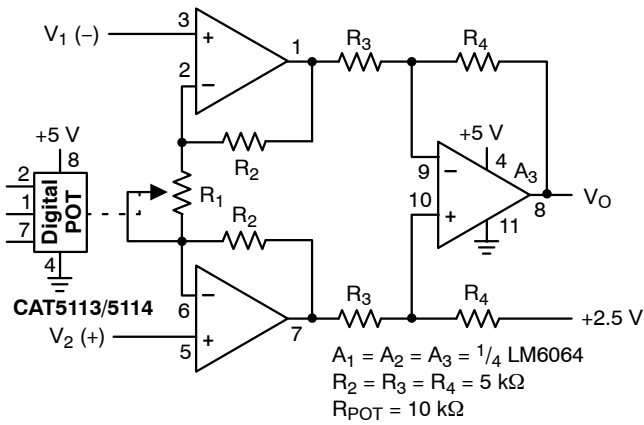 V1 (–)
3
+
1
2
–
R3
R4
R2
+5 V
8
2
1
7
Digital
POT
4
R1
+5 V
4
A3
9
–
10
+
8
VO
11
R2
CAT5113/5114
V2 (+)
6
–
5
+
7
R3
R4
+2.5 V
A1 = A2 = A3 = 1/4 LM6064
R2 = R3 = R4 = 5 kΩ
RPOT = 10 kΩ